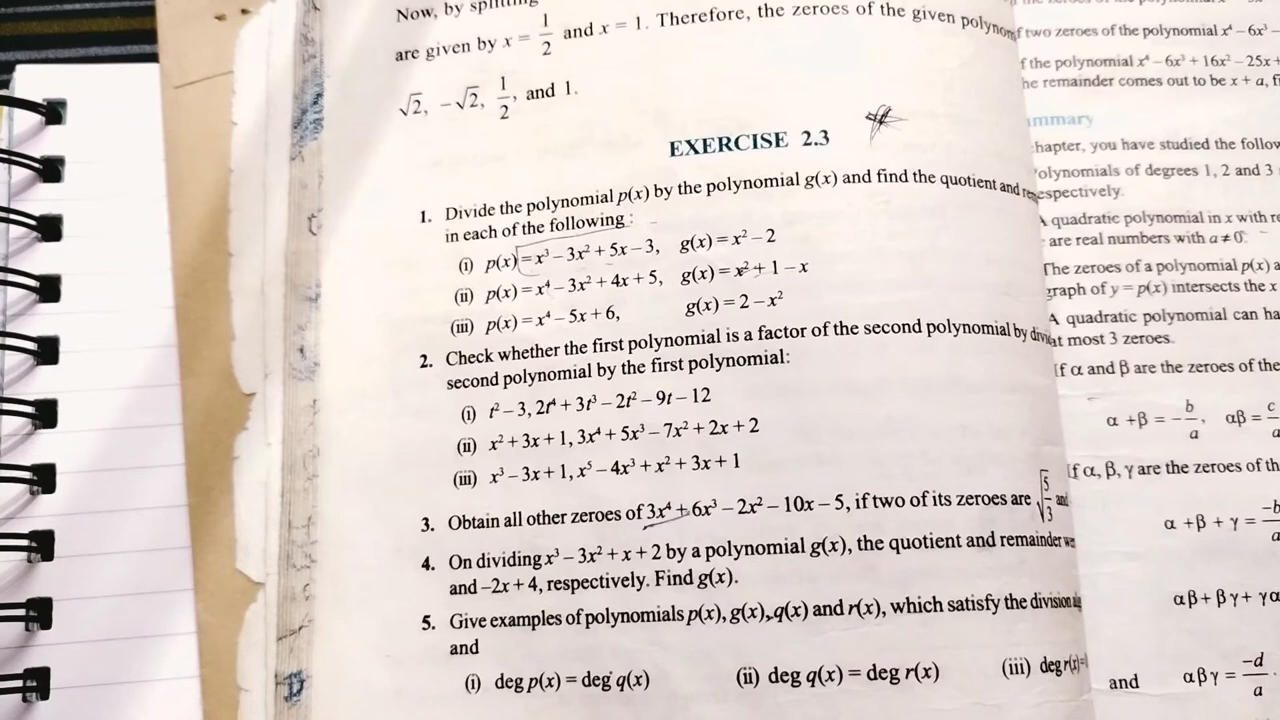 Now, by splitting
are given by x = 1/2 and x = 1. Therefore, the zeroes of the given polynom
√2, −√2, 1/2, and 1.
EXERCISE 2.3
1. Divide the polynomial p(x) by the polynomial g(x) and find the quotient and
in each of the following :
(i) p(x) = x³ − 3x² + 5x − 3, g(x) = x² − 2
(ii) p(x) = x⁴ − 3x² + 4x + 5, g(x) = x² + 1 − x
(iii) p(x) = x⁴ − 5x + 6, g(x) = 2 − x²
2. Check whether the first polynomial is a factor of the second polynomial by
second polynomial by the first polynomial:
(i) t² − 3, 2t⁴ + 3t³ − 2t² − 9t − 12
(ii) x² + 3x + 1, 3x⁴ + 5x³ − 7x² + 2x + 2
(iii) x³ − 3x + 1, x⁵ − 4x³ + x² + 3x + 1
3. Obtain all other zeroes of 3x⁴ + 6x³ − 2x² − 10x − 5, if two of its zeroes are √5/3 and
4. On dividing x³ − 3x² + x + 2 by a polynomial g(x), the quotient and remainder
and −2x + 4, respectively. Find g(x).
5. Give examples of polynomials p(x), g(x), q(x) and r(x), which satisfy the division
and
(i) deg p(x) = deg q(x) (ii) deg q(x) = deg r(x) (iii) deg r(x) =
f two zeroes of the polynomial x⁴ − 6x³ −
f the polynomial x⁴ − 6x³ + 16x² − 25x +
he remainder comes out to be x + a, fi
mmary
hapter, you have studied the follow
olynomials of degrees 1, 2 and 3
espectively.
A quadratic polynomial in x with re
are real numbers with a ≠ 0.
The zeroes of a polynomial p(x) a
graph of y = p(x) intersects the x
A quadratic polynomial can ha
at most 3 zeroes.
If α and β are the zeroes of the
α + β = −b/a, αβ = c/a
If α, β, γ are the zeroes of th
α + β + γ = −b/a
αβ + βγ + γα
and αβγ = −d/a